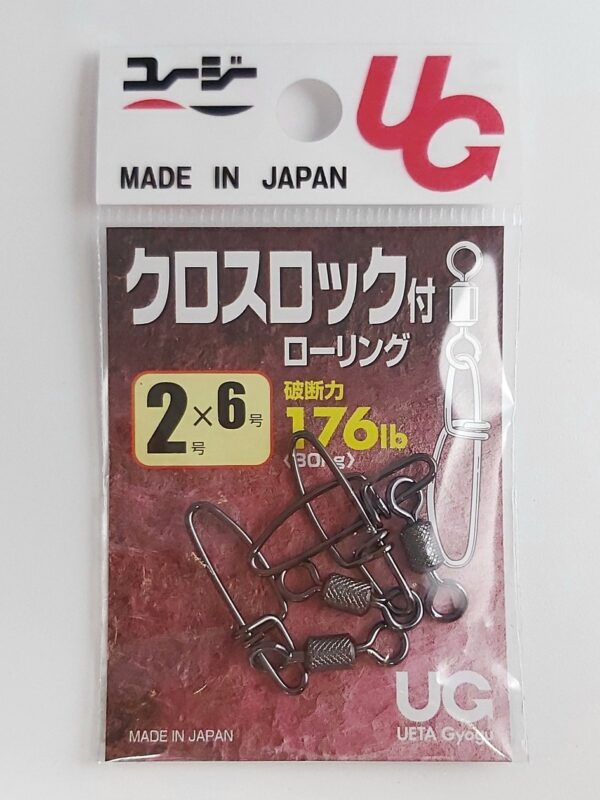 ユージー
UG
MADE IN JAPAN
クロスロック付
ローリング
2号×6号
破断力
176lb
〈80kg〉
UG
MADE IN JAPAN
UETA Gyogu